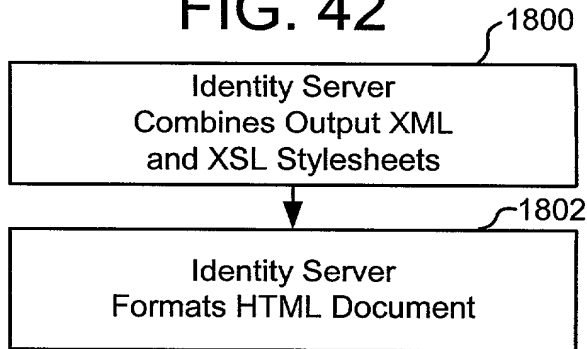 FIG. 42
1800
Identity Server
Combines Output XML
and XSL Stylesheets
1802
Identity Server
Formats HTML Document